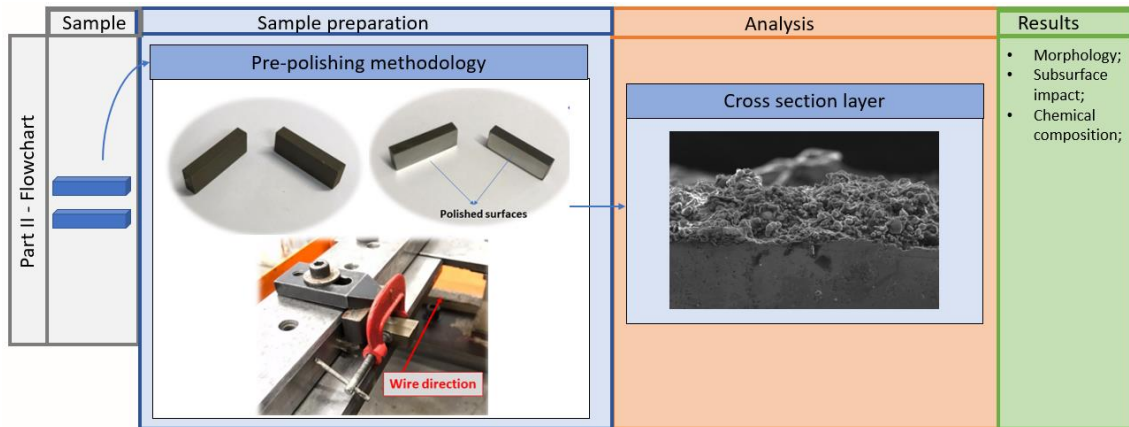 Sample
Sample preparation
Analysis
Results
Part II - Flowchart
Pre-polishing methodology
Polished surfaces
Wire direction
Cross section layer
• Morphology;
• Subsurface
impact;
• Chemical
composition;